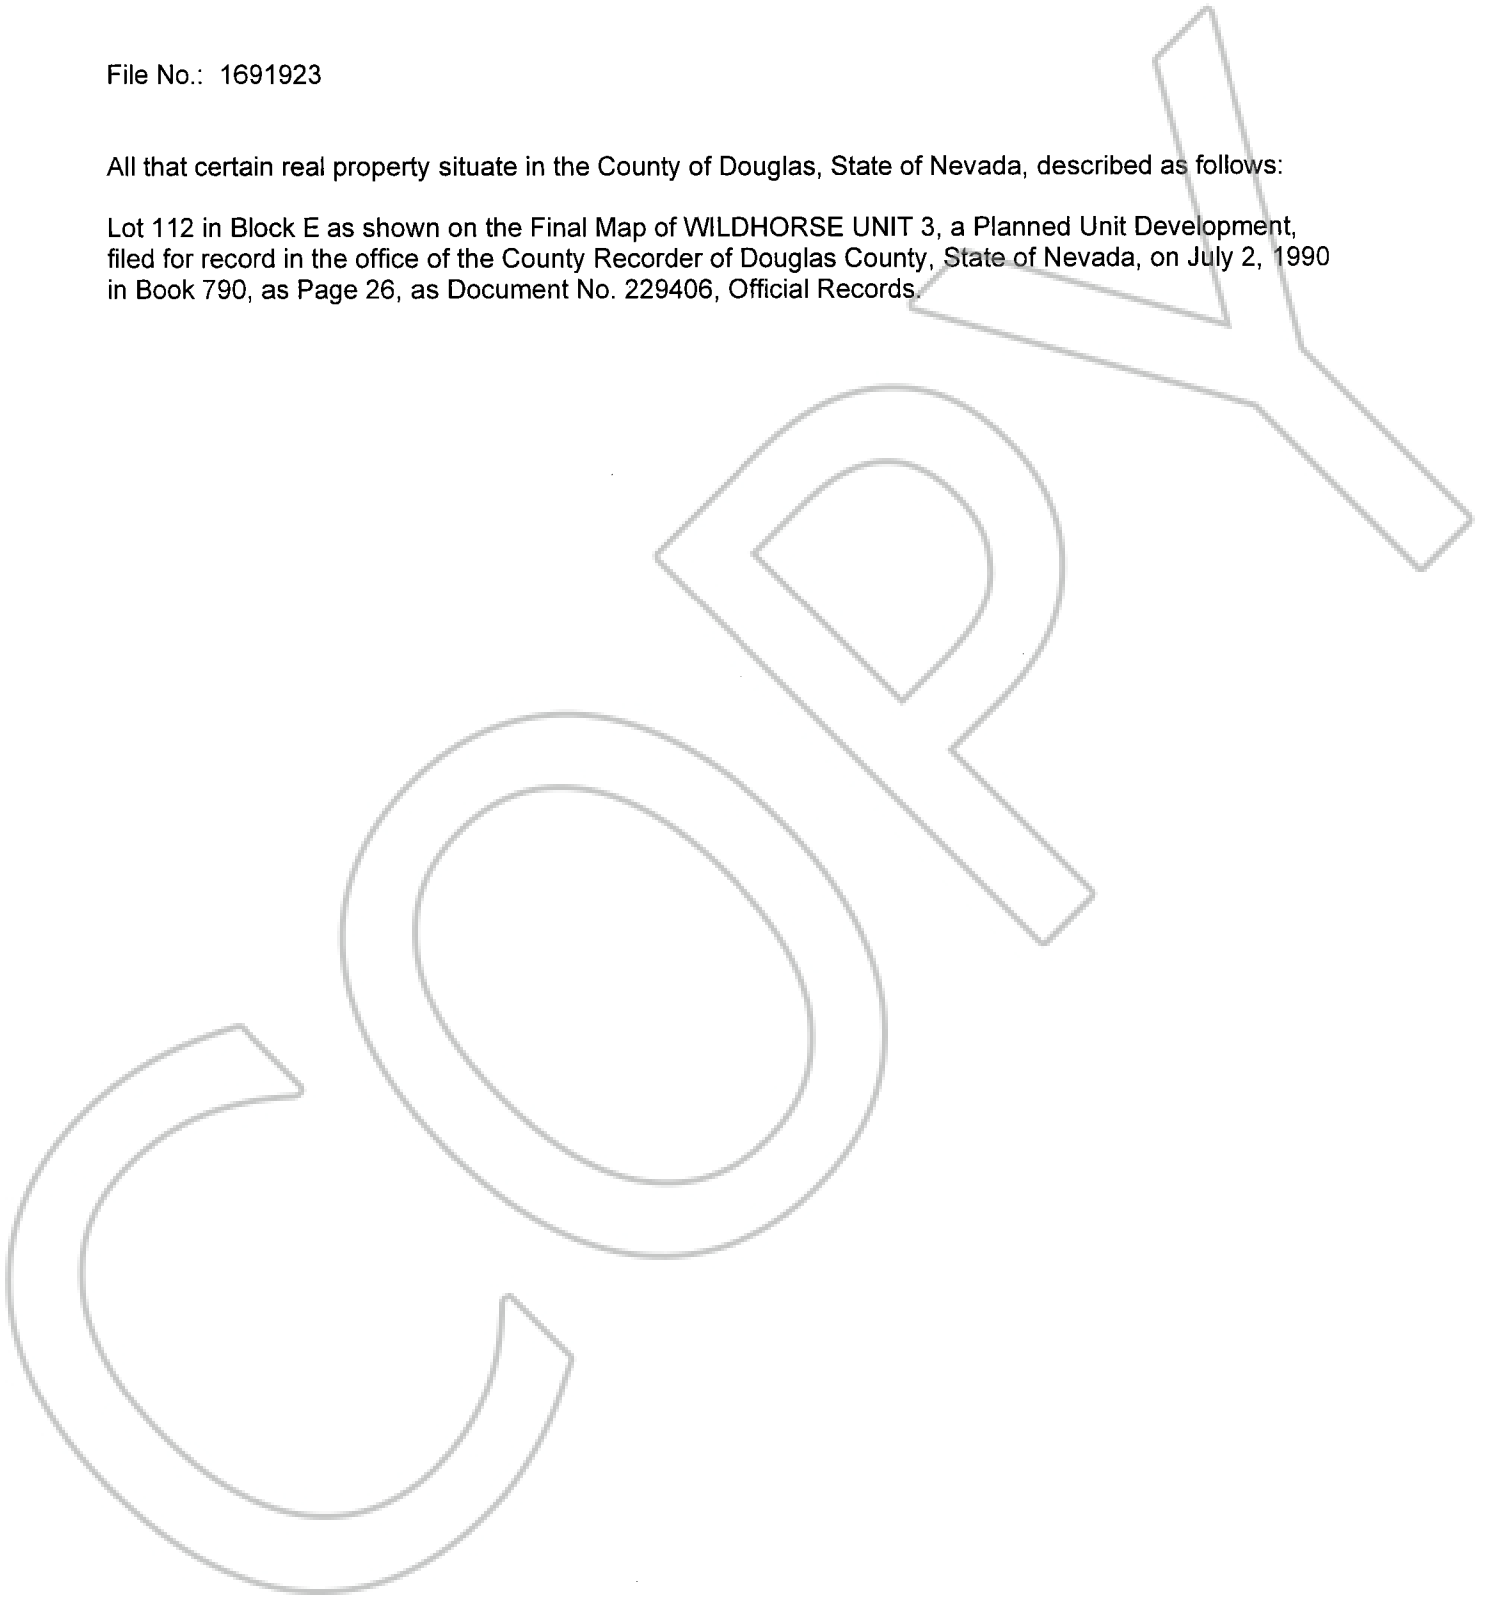 File No.: 1691923
All that certain real property situate in the County of Douglas, State of Nevada, described as follows:
Lot 112 in Block E as shown on the Final Map of WILDHORSE UNIT 3, a Planned Unit Development,
filed for record in the office of the County Recorder of Douglas County, State of Nevada, on July 2, 1990
in Book 790, as Page 26, as Document No. 229406, Official Records.
COPY